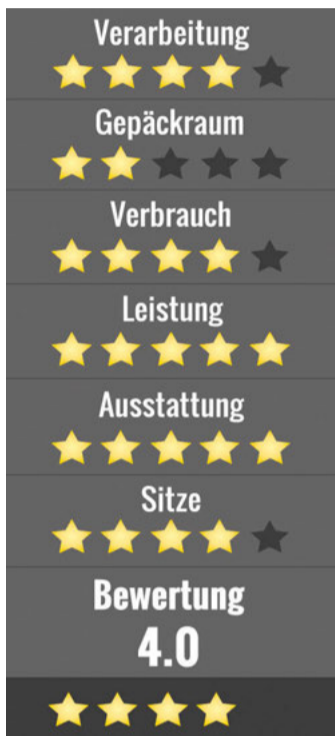 Verarbeitung
Gepäckraum
Verbrauch
Leistung
Ausstattung
Sitze
Bewertung
4.0